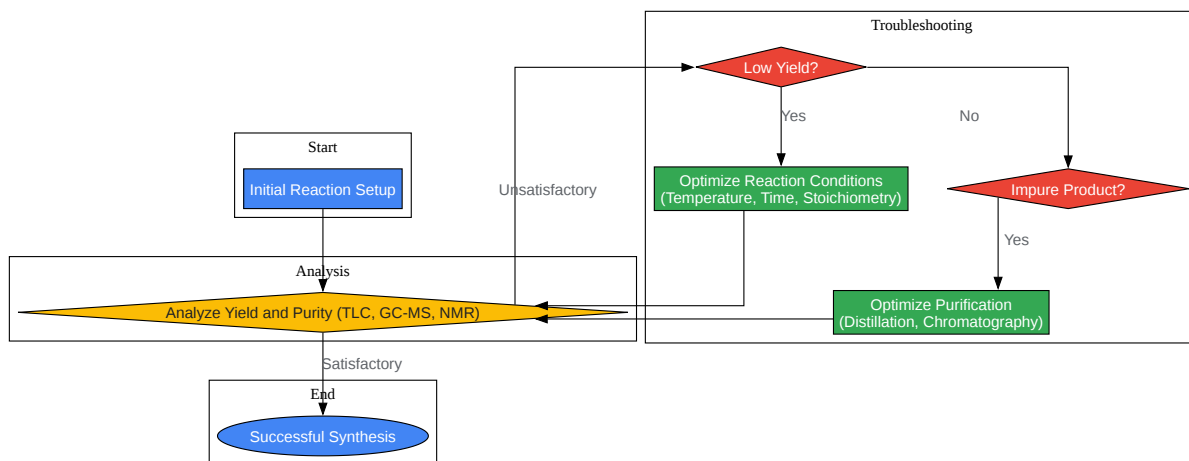 Troubleshooting
Low Yield?
Yes
No
Start
Initial Reaction Setup
Unsatisfactory
Optimize Reaction Conditions
(Temperature, Time, Stoichiometry)
Impure Product?
Yes
Analysis
Analyze Yield and Purity (TLC, GC-MS, NMR)
Optimize Purification
(Distillation, Chromatography)
Satisfactory
End
Successful Synthesis